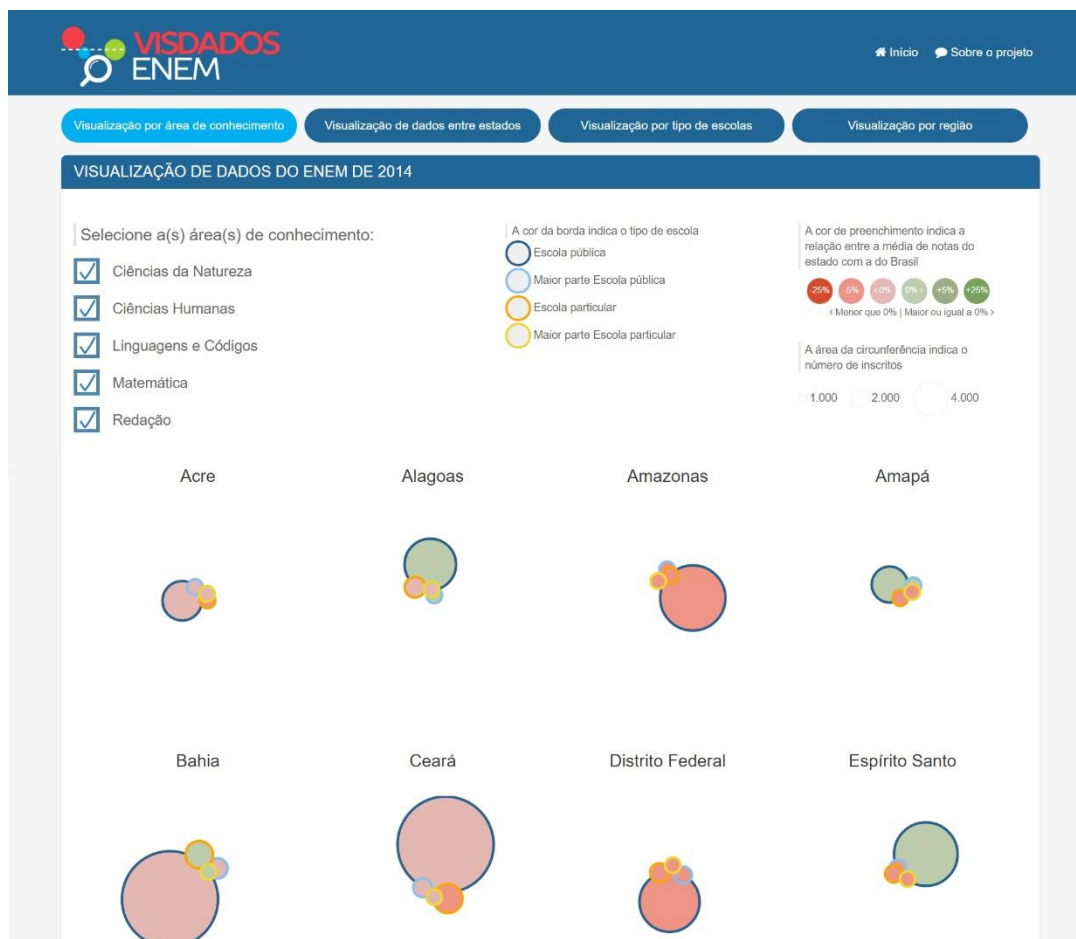 VISDADOS
ENEM
Início
Sobre o projeto
Visualização por área de conhecimento
Visualização de dados entre estados
Visualização por tipo de escolas
Visualização por região
VISUALIZAÇÃO DE DADOS DO ENEM DE 2014
Selecione a(s) área(s) de conhecimento:
Ciências da Natureza
Ciências Humanas
Linguagens e Códigos
Matemática
Redação
A cor da borda indica o tipo de escola
Escola pública
Maior parte Escola pública
Escola particular
Maior parte Escola particular
A cor de preenchimento indica a
relação entre a média de notas do
estado com a do Brasil
-25% -5% <0% 0%> +5% +25%
< Menor que 0% | Maior ou igual a 0% >
A área da circunferência indica o
número de inscritos
1.000 2.000 4.000
Acre
Alagoas
Amazonas
Amapá
Bahia
Ceará
Distrito Federal
Espírito Santo